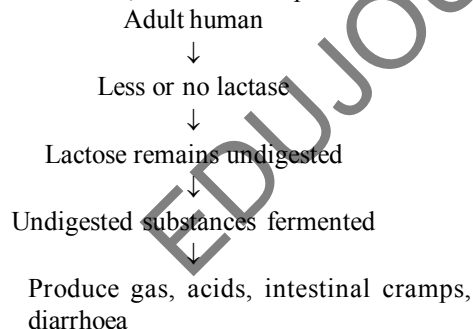 Adult human
↓
Less or no lactase
↓
Lactose remains undigested
↓
Undigested substances fermented
↓
Produce gas, acids, intestinal cramps,
diarrhoea